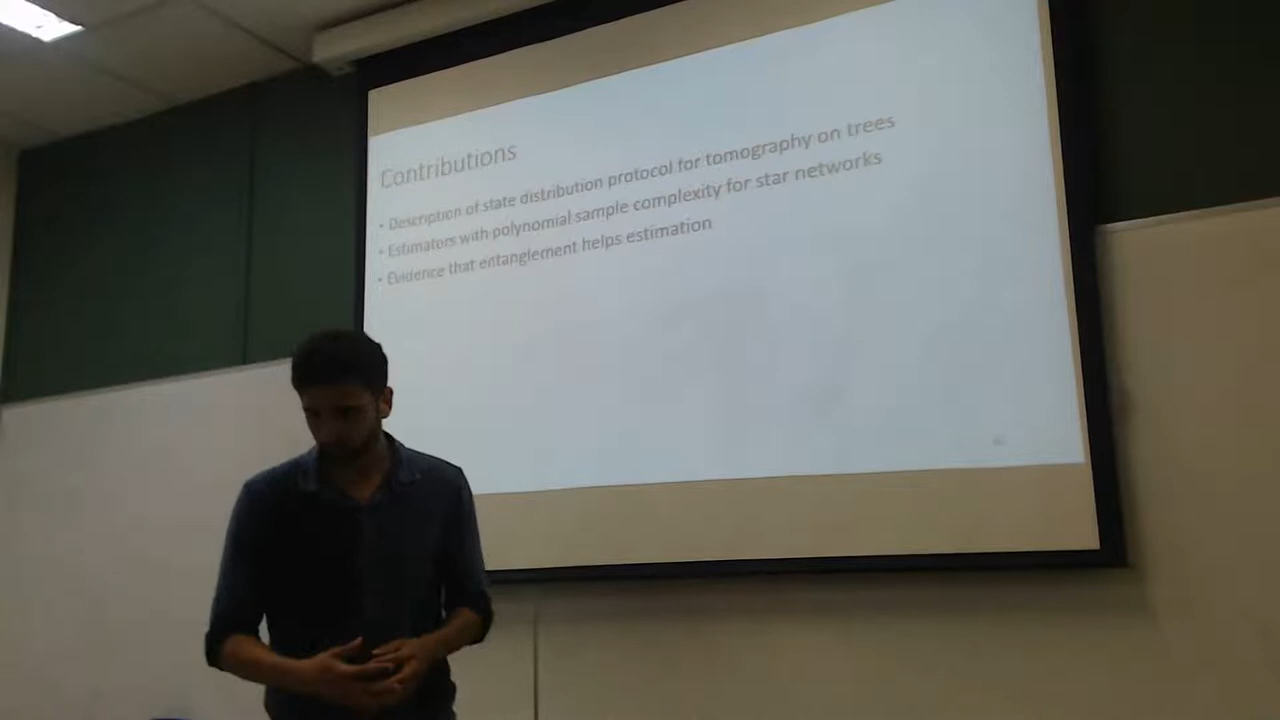 Contributions
• Description of state distribution protocol for tomography on trees
• Estimators with polynomial sample complexity for star networks
• Evidence that entanglement helps estimation